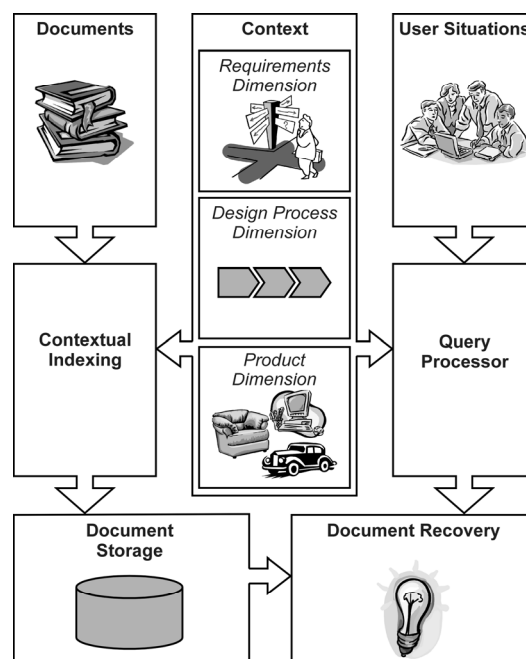 Documents
Context
User Situations
Requirements
Dimension
Design Process
Dimension
Contextual
Indexing
Query
Processor
Product
Dimension
Document
Storage
Document Recovery